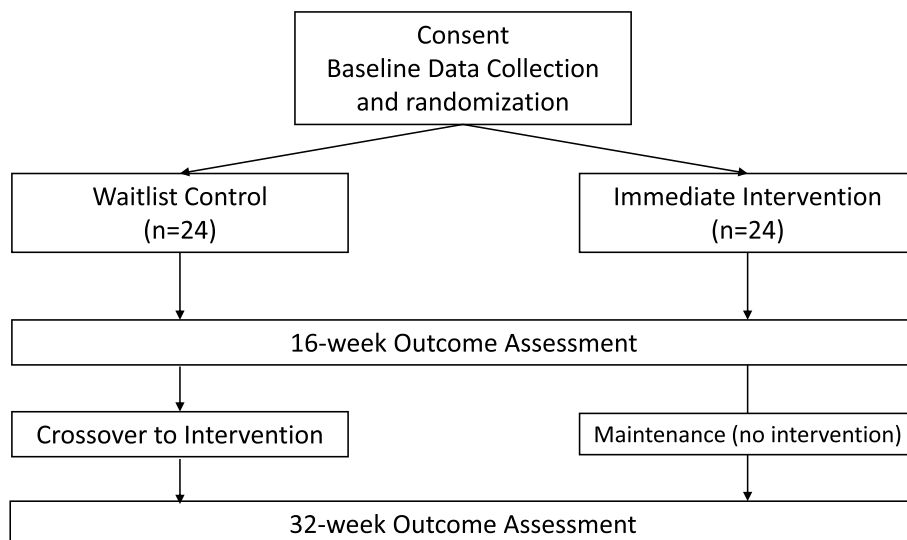 Consent
Baseline Data Collection
and randomization
Waitlist Control
(n=24)
Immediate Intervention
(n=24)
16-week Outcome Assessment
Crossover to Intervention
Maintenance (no intervention)
32-week Outcome Assessment